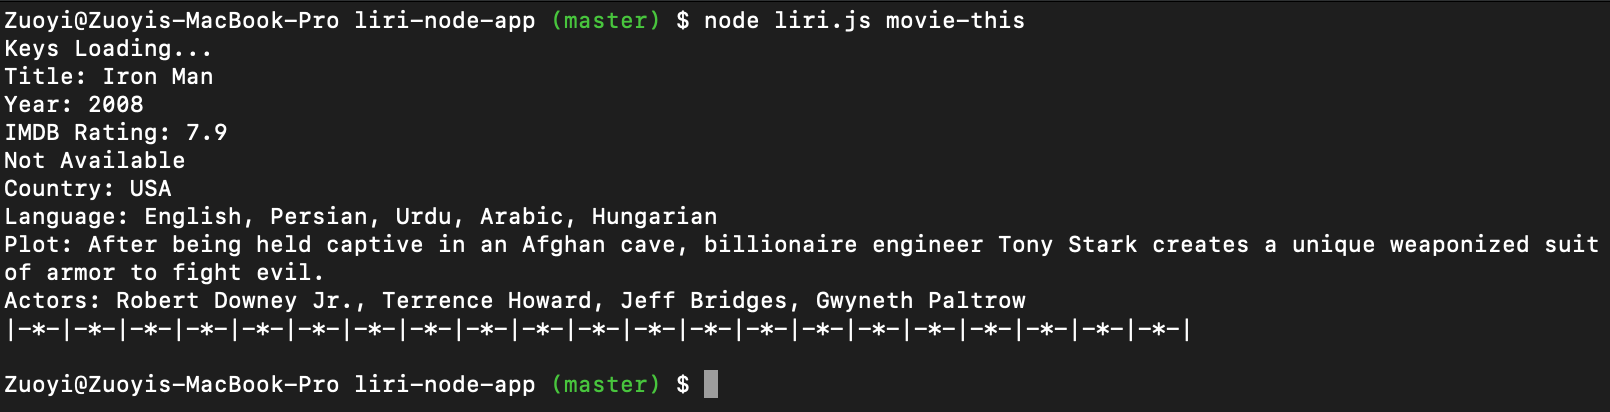 Zuoyi@Zuoyis-MacBook-Pro liri-node-app (master) $ node liri.js movie-this
Keys Loading...
Title: Iron Man
Year: 2008
IMDB Rating: 7.9
Not Available
Country: USA
Language: English, Persian, Urdu, Arabic, Hungarian
Plot: After being held captive in an Afghan cave, billionaire engineer Tony Stark creates a unique weaponized suit
of armor to fight evil.
Actors: Robert Downey Jr., Terrence Howard, Jeff Bridges, Gwyneth Paltrow
|-*-|-*-|-*-|-*-|-*-|-*-|-*-|-*-|-*-|-*-|-*-|-*-|-*-|-*-|-*-|-*-|-*-|-*-|-*-|-*-|-*-|
Zuoyi@Zuoyis-MacBook-Pro liri-node-app (master) $